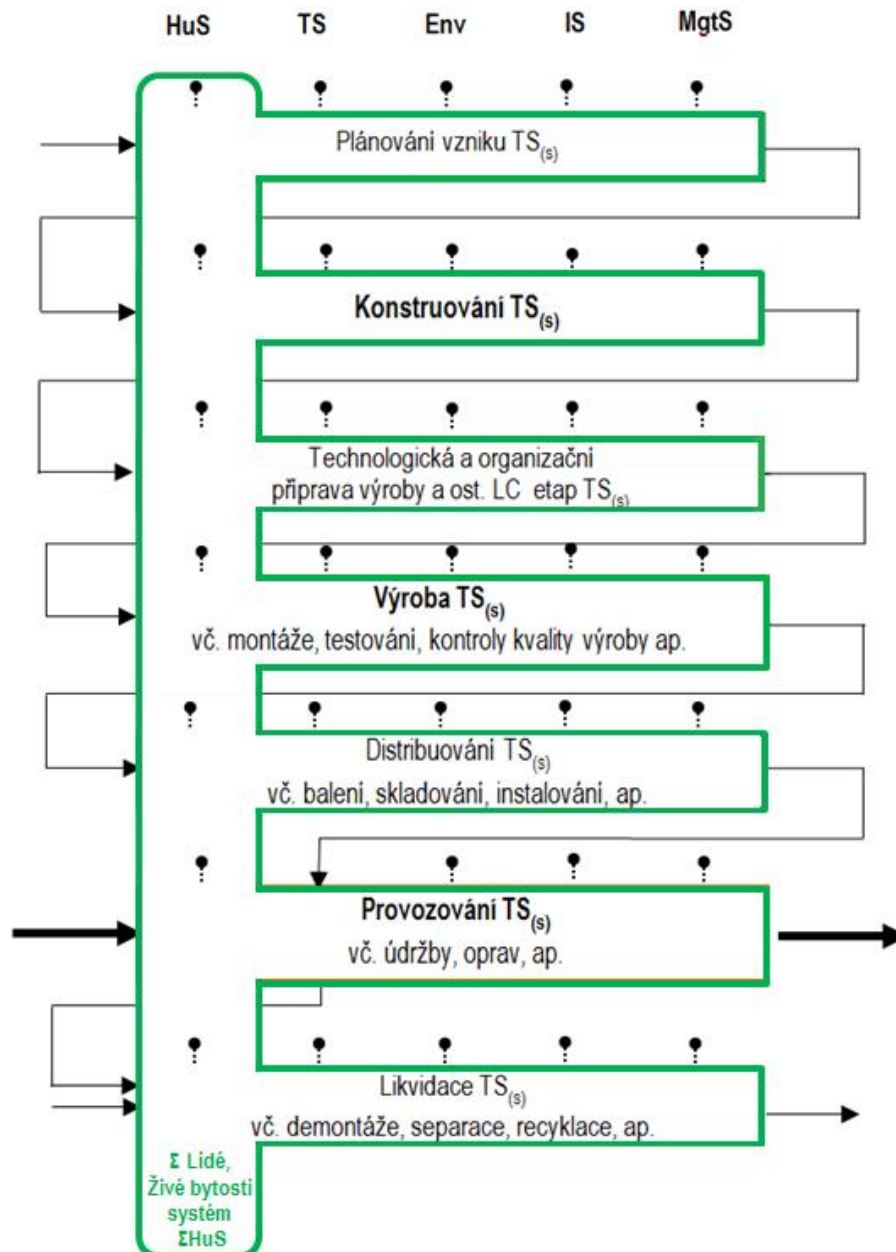 HuS TS Env IS MgtS
Plánování vzniku TS(s)
Konstruování TS(s)
Technologická a organizační
příprava výroby a ost. LC etap TS(s)
Výroba TS(s)
vč. montáže, testování, kontroly kvality výroby ap.
Distribuování TS(s)
vč. balení, skladování, instalování, ap.
Provozování TS(s)
vč. údržby, oprav, ap.
Likvidace TS(s)
vč. demontáže, separace, recyklace, ap.
Σ Lidé,
Živé bytosti
systém
ΣHuS